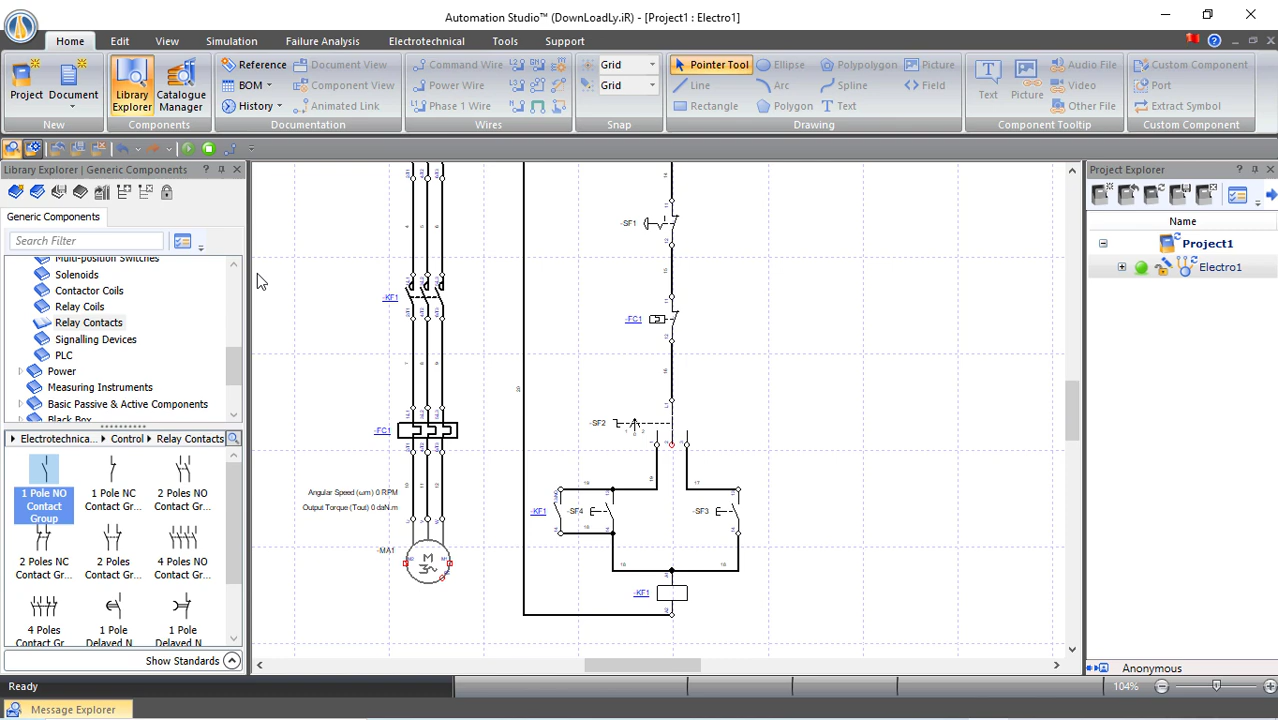 Automation Studio™ (DownLoadLy.iR) - [Project1 : Electro1]
Home Edit View Simulation Failure Analysis Electrotechnical Tools Support
Project Document Library Explorer Catalogue Manager
Reference Document View
BOM Component View
History Animated Link
Command Wire
Power Wire
Phase 1 Wire
Grid
Grid
Pointer Tool Ellipse Polypolygon Picture
Line Arc Spline Field
Rectangle Polygon Text
Text Picture
Audio File
Video
Other File
Custom Component
Port
Extract Symbol
New Components Documentation Wires Snap Drawing Component Tooltip Custom Component
Library Explorer | Generic Components
Generic Components
Search Filter
Multi-position Switches
Solenoids
Contactor Coils
Relay Coils
Relay Contacts
Signalling Devices
PLC
Power
Measuring Instruments
Basic Passive & Active Components
Black Box
Electrotechnica... Control Relay Contacts
1 Pole NO Contact Group
1 Pole NC Contact Gr...
2 Poles NO Contact Gr...
2 Poles NC Contact Gr...
2 Poles Contact Gr...
4 Poles NO Contact Gr...
4 Poles Contact Gr...
1 Pole Delayed N...
1 Pole Delayed N...
Show Standards
-KF1
-FC1
Angular Speed (ωm) 0 RPM
Output Torque (Tout) 0 daN.m
-MA1
M
3~
-SF1
-FC1
-SF2
-KF1
-SF4
-SF3
-KF1
20
Project Explorer
Name
Project1
Electro1
Anonymous
Ready
104%
Message Explorer